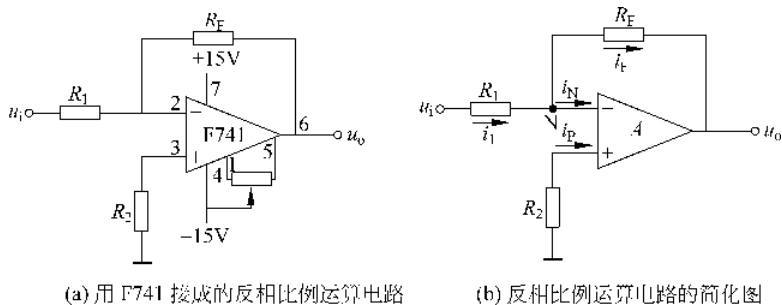 R_F
+15V
R_1
u_i
2
7
−
F741
6
u_o
3
5
4
1
R_2
−15V
(a) 用 F741 接成的反相比例运算电路
R_F
i_F
R_1
i_N
u_i
−
i_1
N
A
u_o
i_P
+
R_2
(b) 反相比例运算电路的简化图